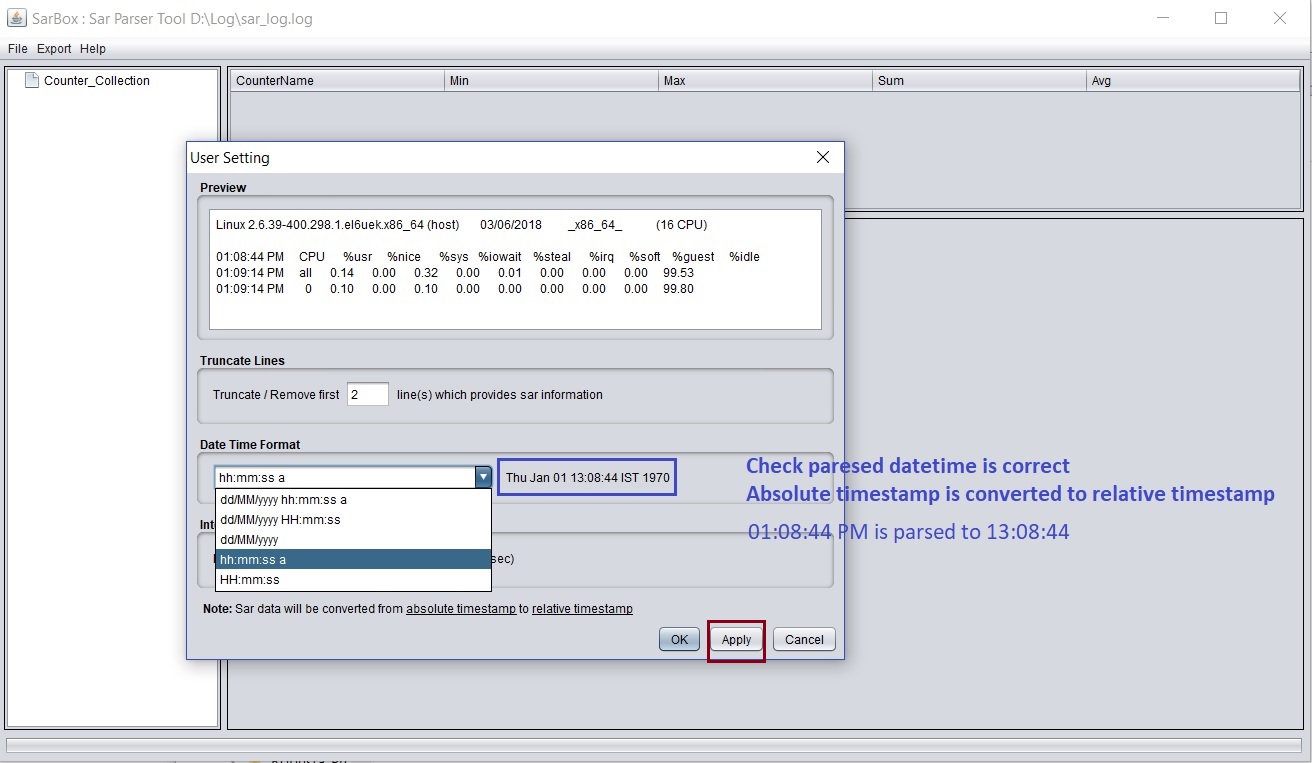 SarBox : Sar Parser Tool D:\Log\sar_log.log
File Export Help
Counter_Collection
CounterName Min Max Sum Avg
User Setting
Preview
Linux 2.6.39-400.298.1.el6uek.x86_64 (host) 03/06/2018 _x86_64_ (16 CPU)
01:08:44 PM CPU %usr %nice %sys %iowait %steal %irq %soft %guest %idle
01:09:14 PM all 0.14 0.00 0.32 0.00 0.01 0.00 0.00 0.00 99.53
01:09:14 PM 0 0.10 0.00 0.10 0.00 0.00 0.00 0.00 0.00 99.80
Truncate Lines
Truncate / Remove first 2 line(s) which provides sar information
Date Time Format
hh:mm:ss a
Thu Jan 01 13:08:44 IST 1970
Check paresed datetime is correct
Absolute timestamp is converted to relative timestamp
01:08:44 PM is parsed to 13:08:44
dd/MM/yyyy hh:mm:ss a
dd/MM/yyyy HH:mm:ss
dd/MM/yyyy
hh:mm:ss a
HH:mm:ss
sec)
Note: Sar data will be converted from absolute timestamp to relative timestamp
OK Apply Cancel